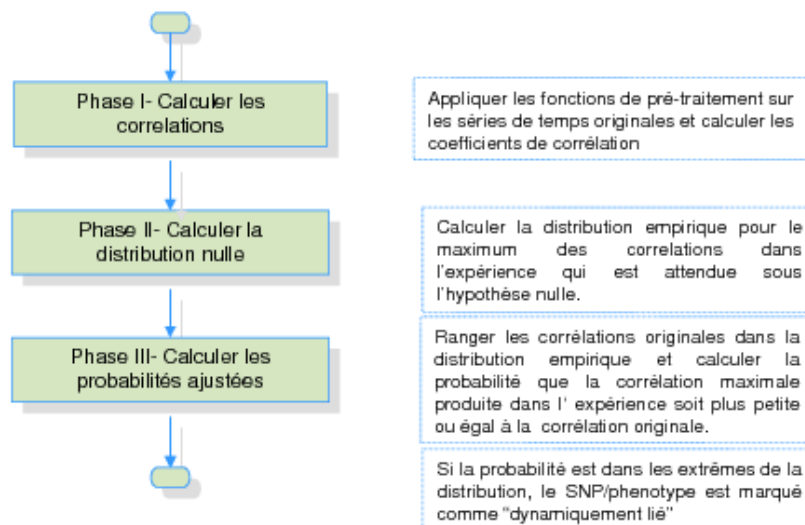 Phase I- Calculer les
correlations
Appliquer les fonctions de pré-traitement sur
les séries de temps originales et calculer les
coefficients de corrélation
Phase II- Calculer la
distribution nulle
Calculer la distribution empirique pour le
maximum des correlations dans
l'expérience qui est attendue sous
l'hypothése nulle.
Phase III- Calculer les
probabilités ajustées
Ranger les corrélations originales dans la
distribution empirique et calculer la
probabilité que la corrélation maximale
produite dans l' expérience soit plus petite
ou égal à la corrélation originale.
Si la probabilité est dans les extrêmes de la
distribution, le SNP/phenotype est marqué
comme "dynamiquement lié"